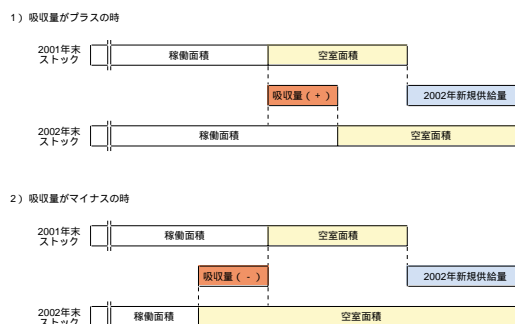 1）吸収量がプラスの時
2001年末
ストック
稼働面積
空室面積
吸収量（+）
2002年新規供給量
2002年末
ストック
稼働面積
空室面積
2）吸収量がマイナスの時
2001年末
ストック
稼働面積
空室面積
吸収量（-）
2002年新規供給量
2002年末
ストック
稼働面積
空室面積